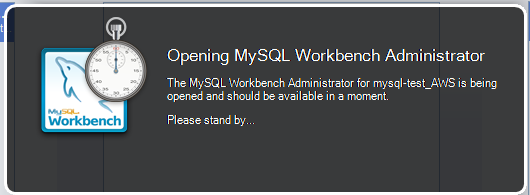 Opening MySQL Workbench Administrator
The MySQL Workbench Administrator for mysql-test_AWS is being
opened and should be available in a moment.
Please stand by...
MySQL
Workbench